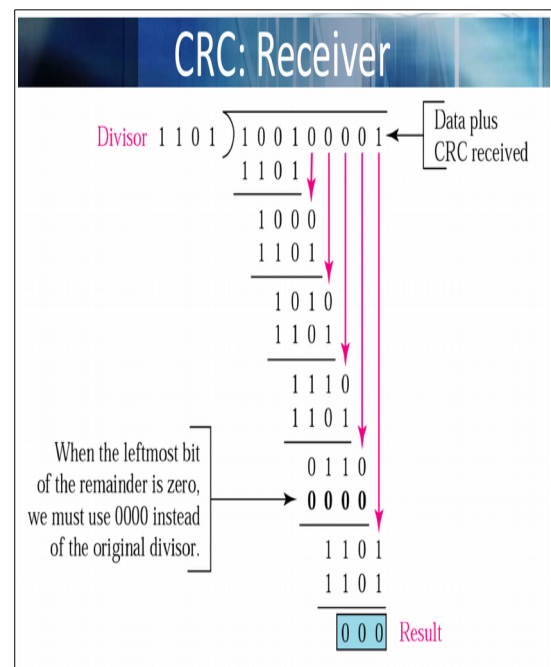 CRC: Receiver
Divisor 1 1 0 1 ) 1 0 0 1 0 0 0 0 1
Data plus
CRC received
1 1 0 1
1 0 0 0
1 1 0 1
1 0 1 0
1 1 0 1
1 1 1 0
1 1 0 1
When the leftmost bit
of the remainder is zero,
we must use 0000 instead
of the original divisor.
0 1 1 0
0 0 0 0
1 1 0 1
1 1 0 1
0 0 0 Result